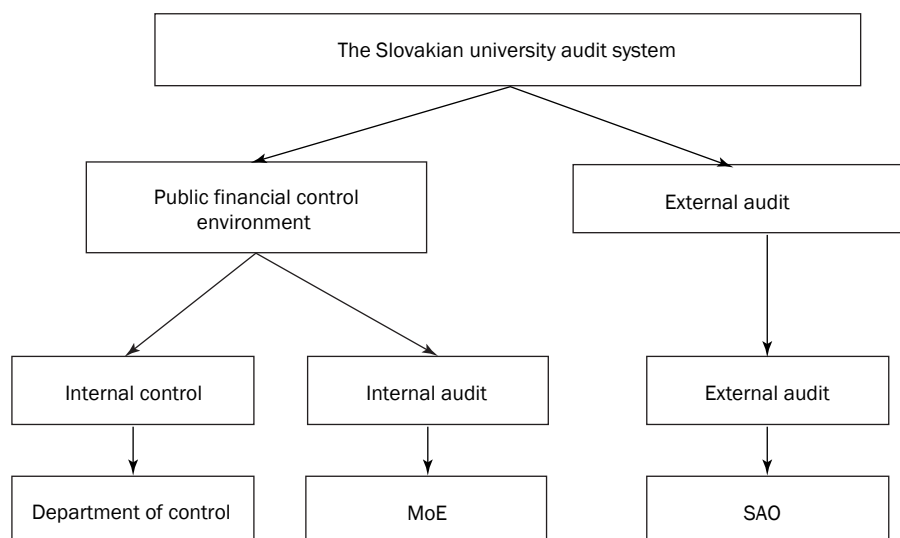 The Slovakian university audit system
Public financial control
environment
External audit
Internal control
Internal audit
External audit
Department of control
MoE
SAO